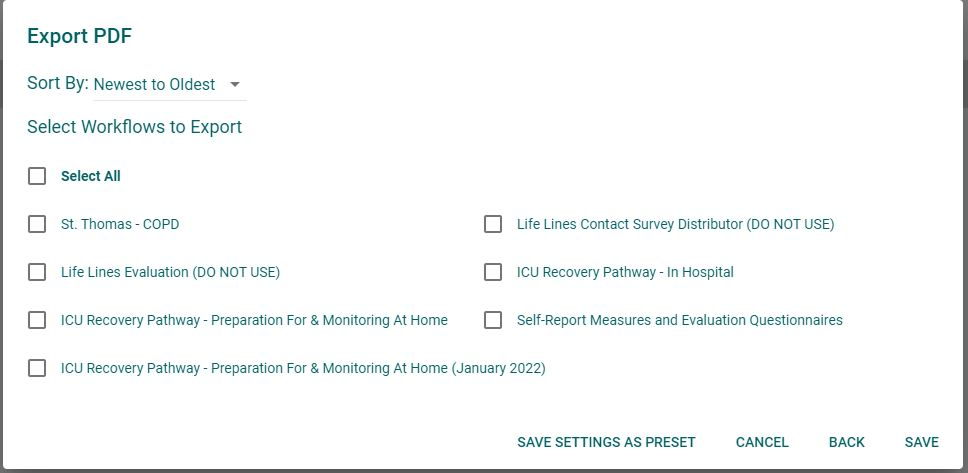 Export PDF
Sort By: Newest to Oldest
Select Workflows to Export
Select All
St. Thomas - COPD
Life Lines Contact Survey Distributor (DO NOT USE)
Life Lines Evaluation (DO NOT USE)
ICU Recovery Pathway - In Hospital
ICU Recovery Pathway - Preparation For & Monitoring At Home
Self-Report Measures and Evaluation Questionnaires
ICU Recovery Pathway - Preparation For & Monitoring At Home (January 2022)
SAVE SETTINGS AS PRESET CANCEL BACK SAVE